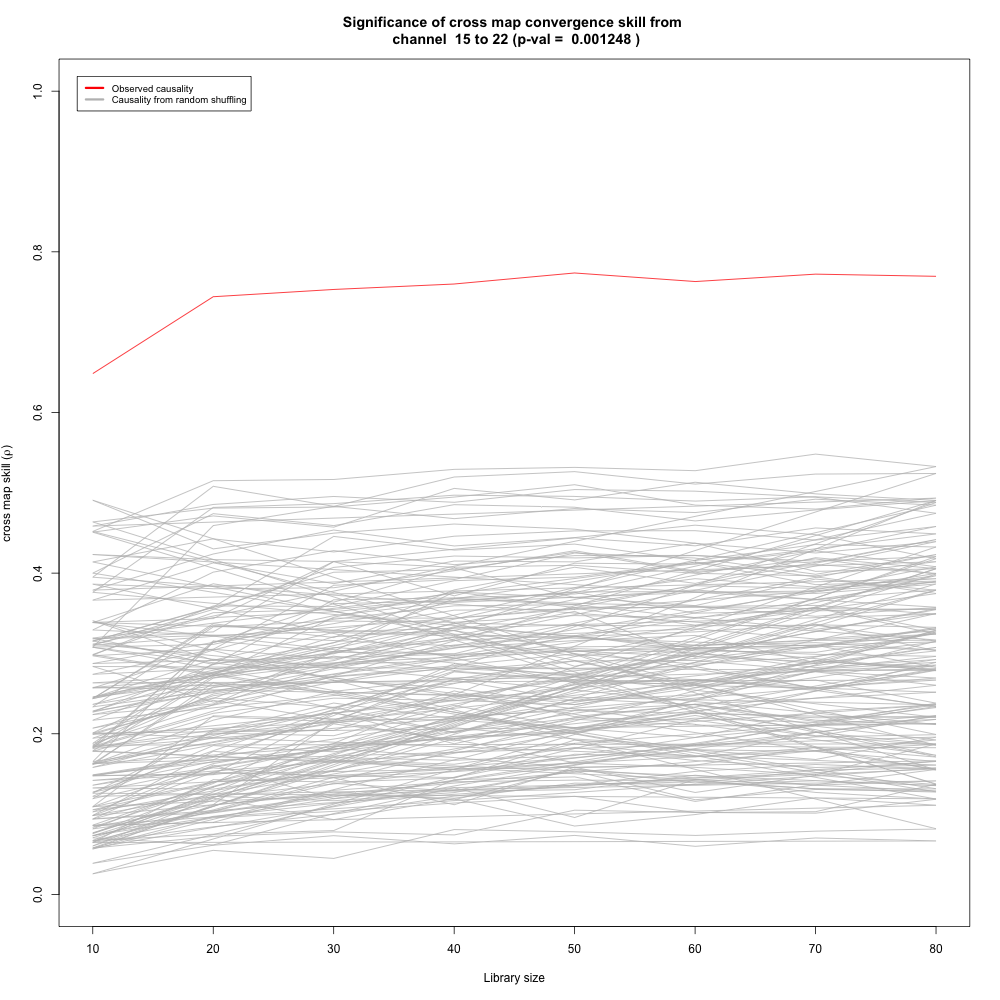 Significance of cross map convergence skill from
channel  15 to 22 (p-val =  0.001248 )
Observed causality
Causality from random shuffling
1.0
0.8
0.6
0.4
0.2
0.0
cross map skill (ρ)
10 20 30 40 50 60 70 80
Library size